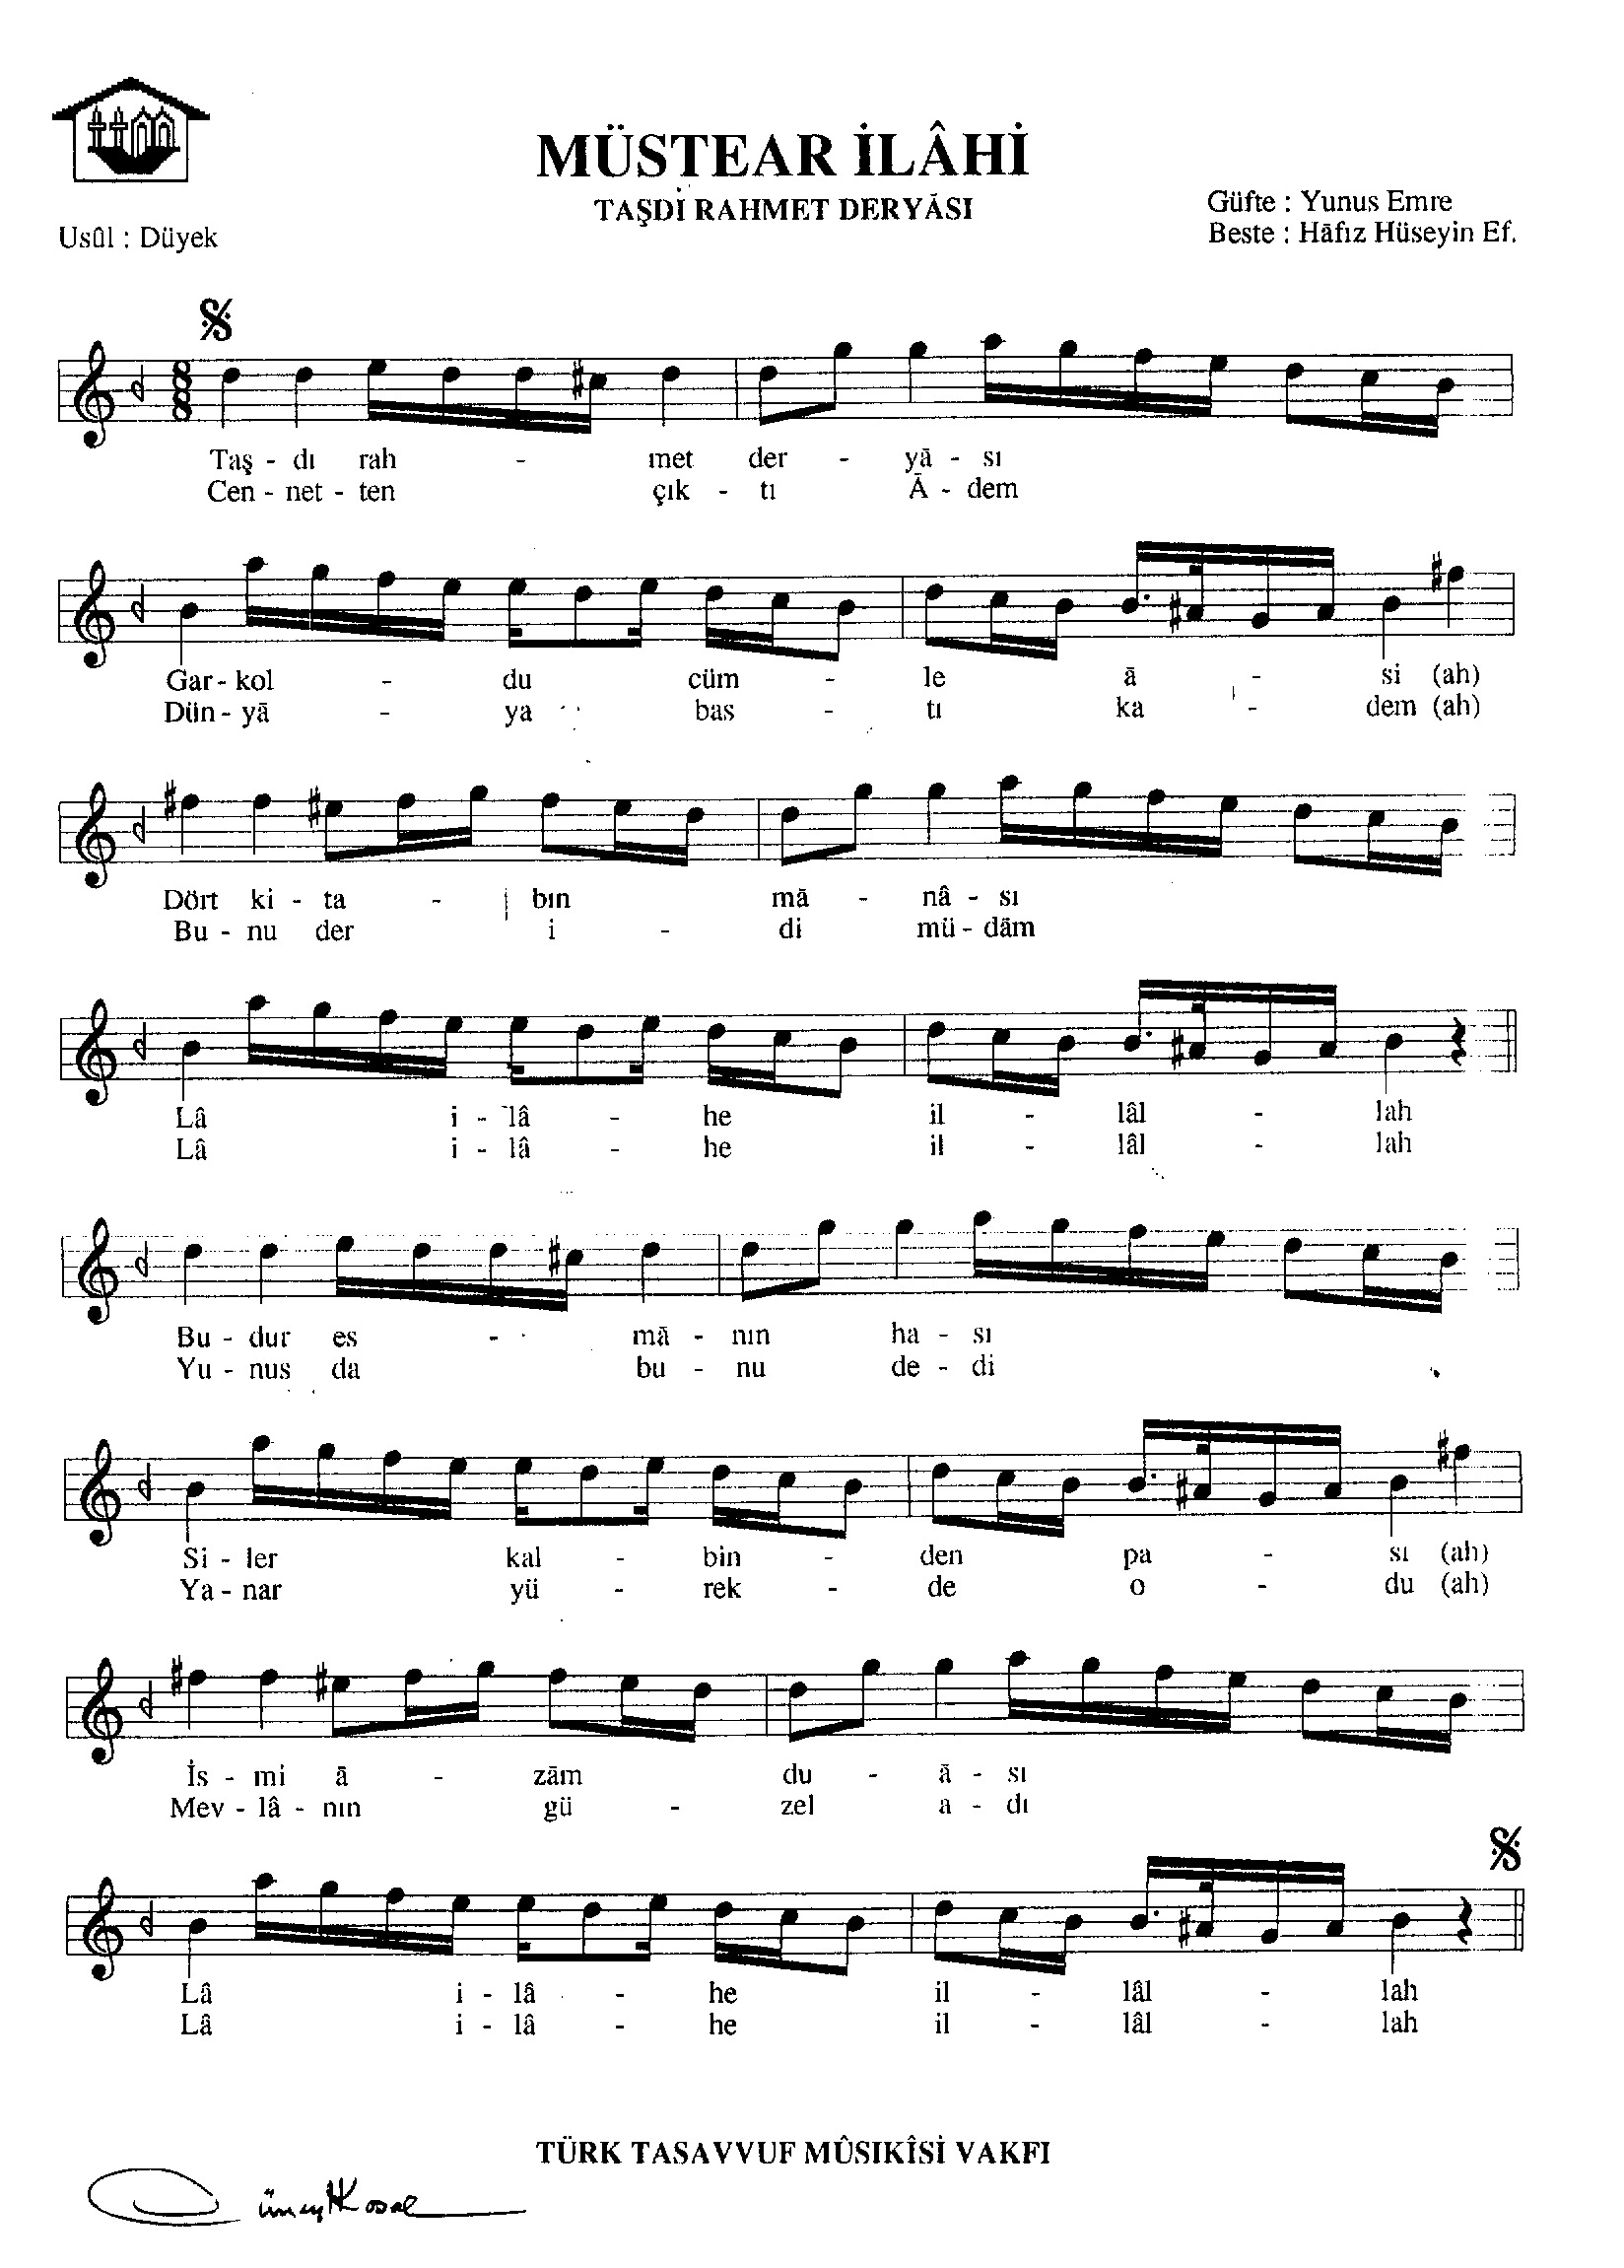 MÜSTEAR İLÂHİ
TAŞDİ RAHMET DERYĀSI
Güfte : Yunus Emre
Usûl : Düyek
Beste : Hāfız Hüseyin Ef.
8
8
Taş - dı rah - met der - yā - sı
Cen - net - ten çık - tı Ā - dem
Gar - kol - du cüm - le ā - si (ah)
Dün - yā - ya bas - tı ka - dem (ah)
Dört ki - ta - bın mā - nâ - sı
Bu - nu der i - di mü - dām
Lâ i - lâ - he il - lâl - lah
Lâ i - lâ - he il - lâl - lah
Bu - dur es - mā - nın ha - sı
Yu - nus da bu - nu de - di
Si - ler kal - bin - den pa - sı (ah)
Ya - nar yü - rek - de o - du (ah)
İs - mi ā - zām du - ā - sı
Mev - lâ - nın gü - zel a - dı
Lâ i - lâ - he il - lâl - lah
Lâ i - lâ - he il - lâl - lah
TÜRK TASAVVUF MÛSIKÎSİ VAKFI